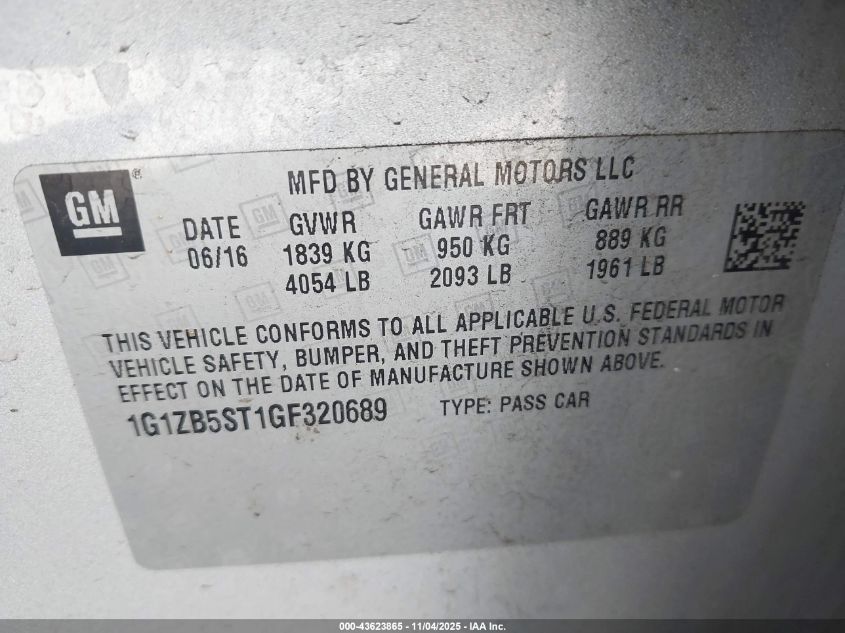 GM
®
MFD BY GENERAL MOTORS LLC
DATE GVWR GAWR FRT GAWR RR
06/16 1839 KG 950 KG 889 KG
4054 LB 2093 LB 1961 LB
THIS VEHICLE CONFORMS TO ALL APPLICABLE U.S. FEDERAL MOTOR
VEHICLE SAFETY, BUMPER, AND THEFT PREVENTION STANDARDS IN
EFFECT ON THE DATE OF MANUFACTURE SHOWN ABOVE.
1G1ZB5ST1GF320689 TYPE: PASS CAR
000-43623865 - 11/04/2025 - IAA Inc.